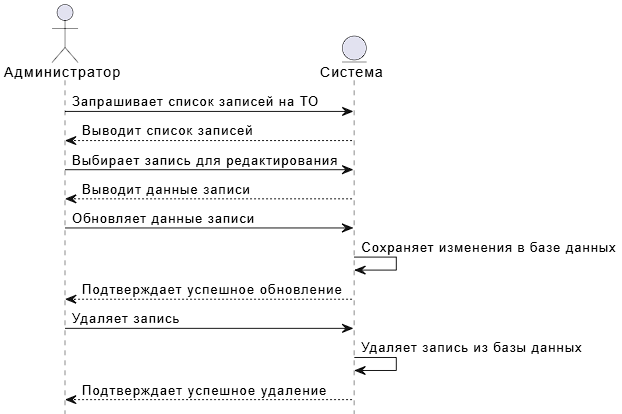 Администратор
Система
Запрашивает список записей на ТО
Выводит список записей
Выбирает запись для редактирования
Выводит данные записи
Обновляет данные записи
Сохраняет изменения в базе данных
Подтверждает успешное обновление
Удаляет запись
Удаляет запись из базы данных
Подтверждает успешное удаление